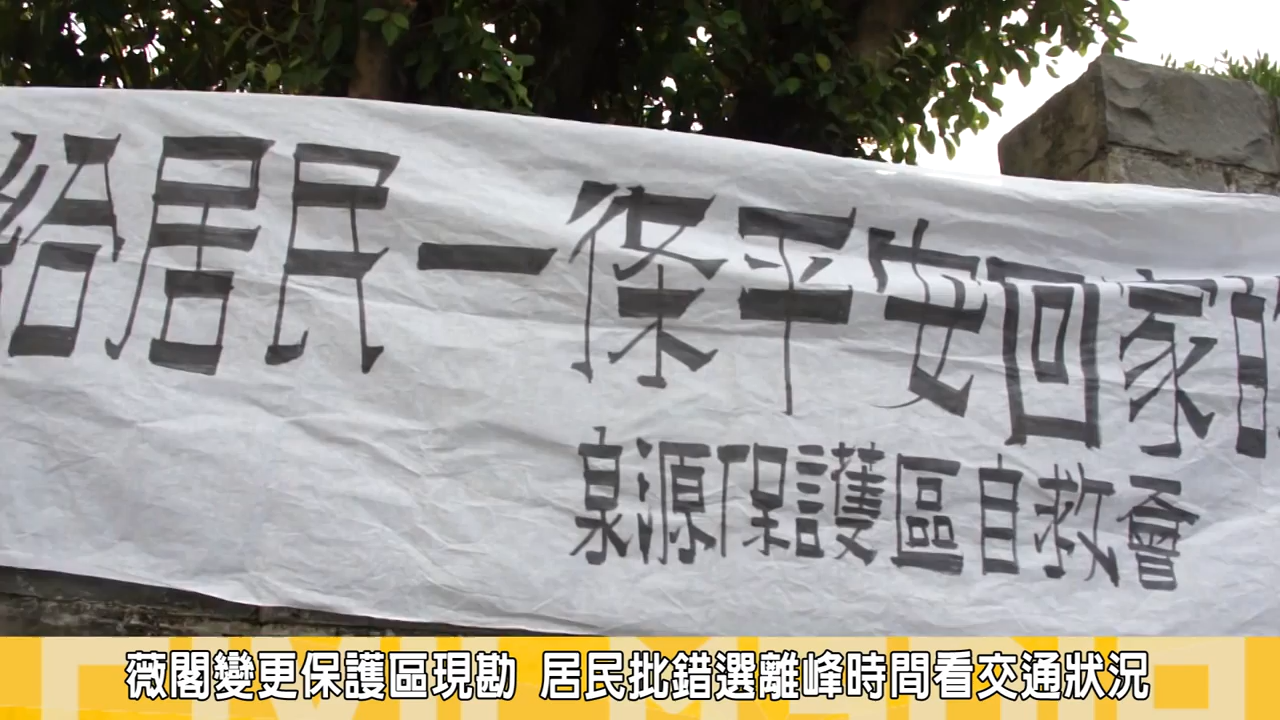 給居民一條平安回家的
泉源保護區自救會
薇閣變更保護區現勘 居民批錯選離峰時間看交通狀況